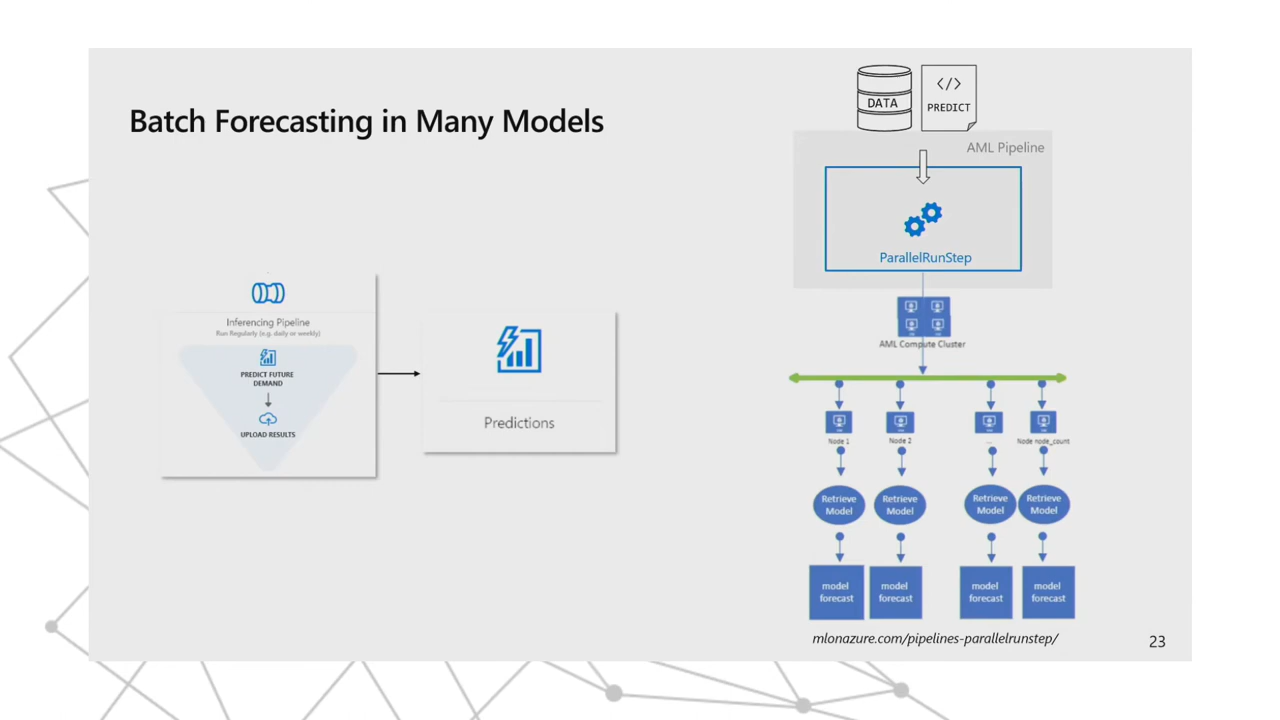 Batch Forecasting in Many Models
Inferencing Pipeline
Run Regularly (e.g. daily or weekly)
PREDICT FUTURE
DEMAND
UPLOAD RESULTS
Predictions
DATA
</>
PREDICT
AML Pipeline
ParallelRunStep
AML Compute Cluster
Node 1
Node 2
...
Node node_count
Retrieve
Model
Retrieve
Model
Retrieve
Model
Retrieve
Model
model
forecast
model
forecast
model
forecast
model
forecast
mlonazure.com/pipelines-parallelrunstep/
23